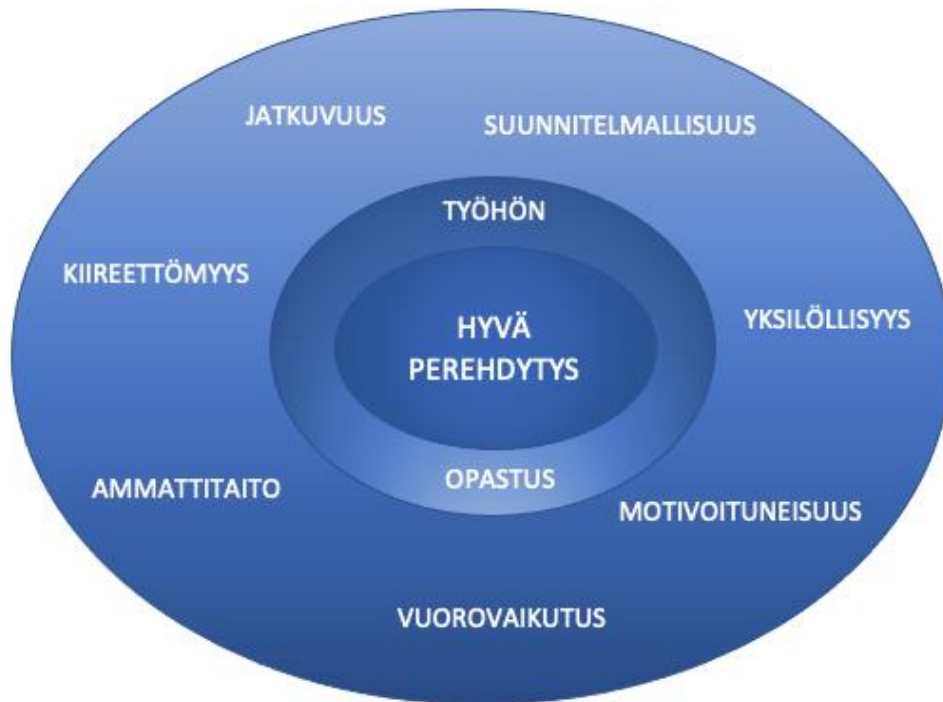 JATKUVUUS
SUUNNITELMALLISUUS
TYÖHÖN
KIIREETTÖMYYS
HYVÄ
PEREHDYTYS
YKSILÖLLISYYS
OPASTUS
AMMATTITAITO
MOTIVOITUNEISUUS
VUOROVAIKUTUS